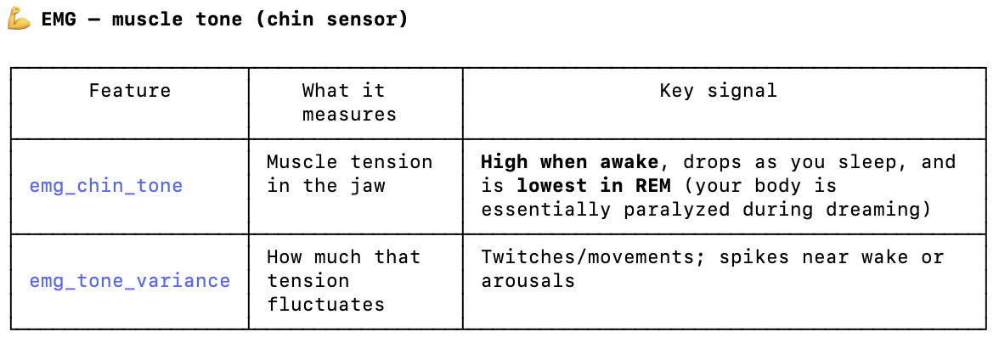 💪 EMG — muscle tone (chin sensor)
Feature
What it
measures
Key signal
emg_chin_tone
Muscle tension
in the jaw
High when awake, drops as you sleep, and
is lowest in REM (your body is
essentially paralyzed during dreaming)
emg_tone_variance
How much that
tension
fluctuates
Twitches/movements; spikes near wake or
arousals